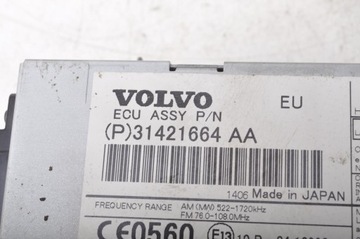 VOLVO
EU
ECU ASSY P/N
(P)31421664 AA
1406 Made in JAPAN
FREQUENCY RANGE
AM (MW) 522-1720kHz
FM 76.0-108.0MHz
CE0560
E13